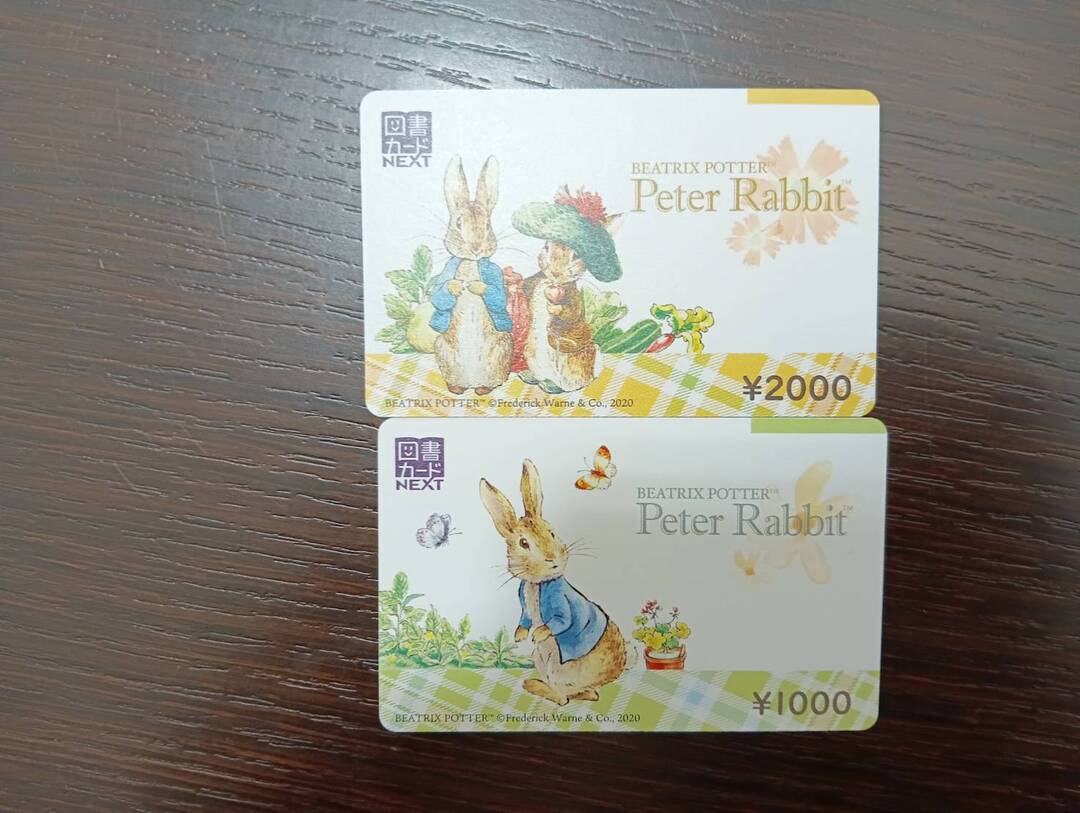 図書
カード
NEXT
BEATRIX POTTER™
Peter Rabbit™
¥2000
BEATRIX POTTER™ ©Frederick Warne & Co., 2020
図書
カード
NEXT
BEATRIX POTTER™
Peter Rabbit™
¥1000
BEATRIX POTTER™ ©Frederick Warne & Co., 2020